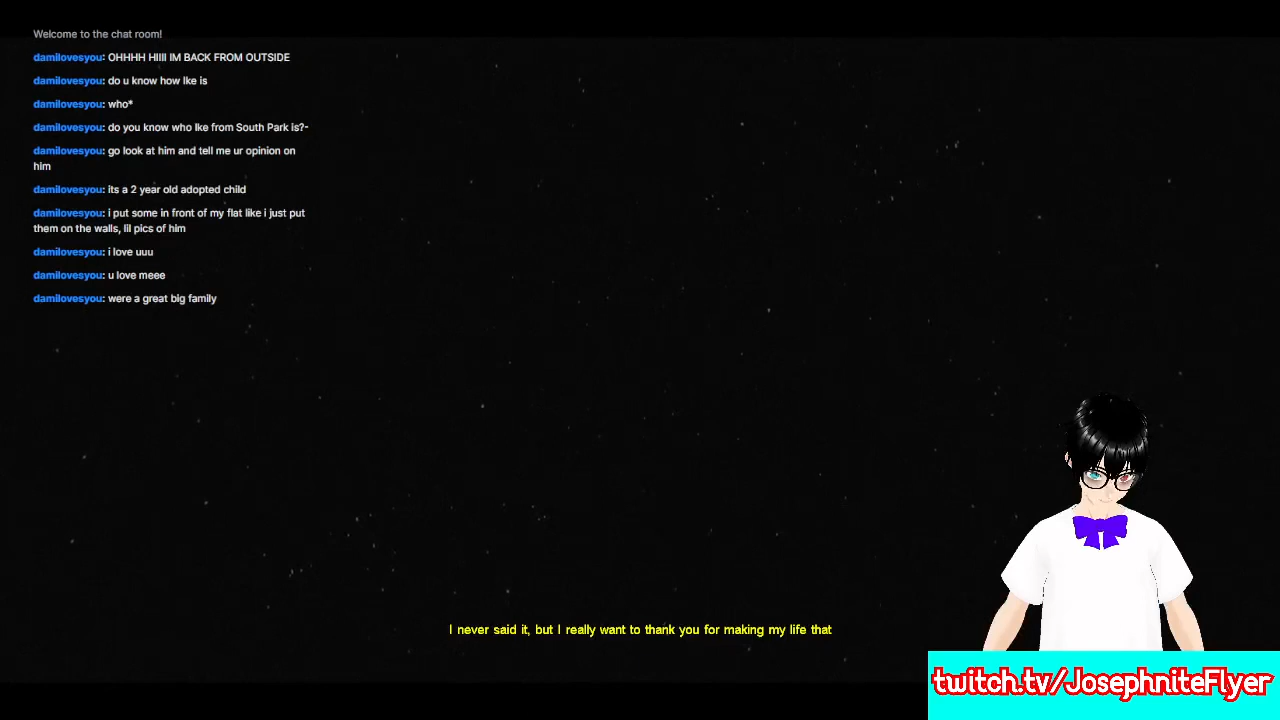 Welcome to the chat room!
damilovesyou: OHHHH HIIII IM BACK FROM OUTSIDE
damilovesyou: do u know how Ike is
damilovesyou: who*
damilovesyou: do you know who Ike from South Park is?-
damilovesyou: go look at him and tell me ur opinion on
him
damilovesyou: its a 2 year old adopted child
damilovesyou: i put some in front of my flat like i just put
them on the walls, lil pics of him
damilovesyou: i love uuu
damilovesyou: u love meee
damilovesyou: were a great big family
I never said it, but I really want to thank you for making my life that
twitch.tv/JosephniteFlyer